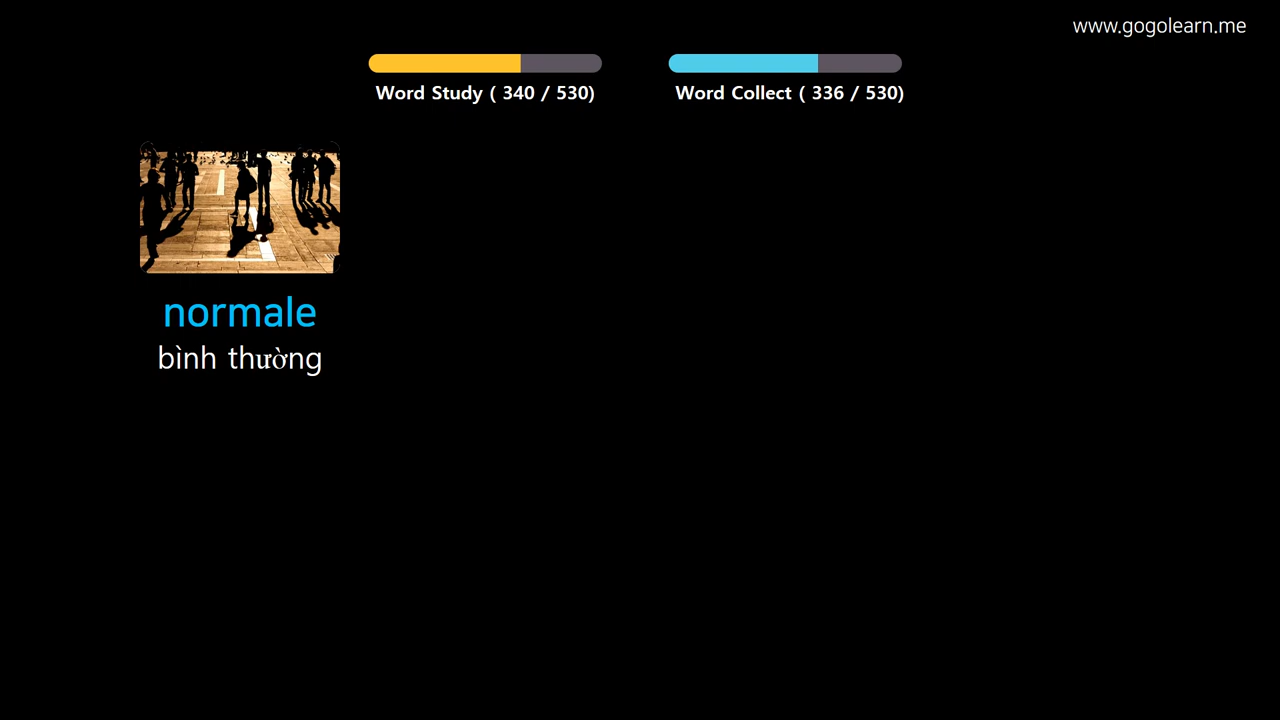 www.gogolearn.me
Word Study ( 340 / 530)
Word Collect ( 336 / 530)
normale
bình thường